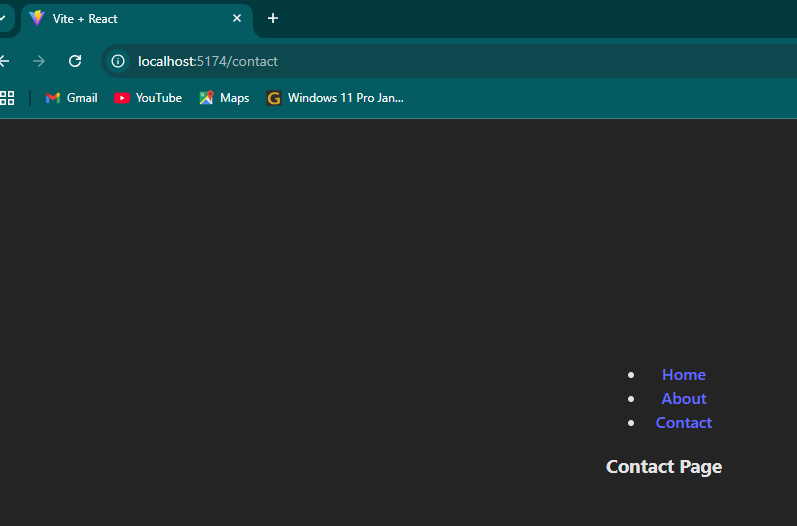 Vite + React
localhost:5174/contact
Gmail YouTube Maps Windows 11 Pro Jan...
Home
About
Contact
Contact Page